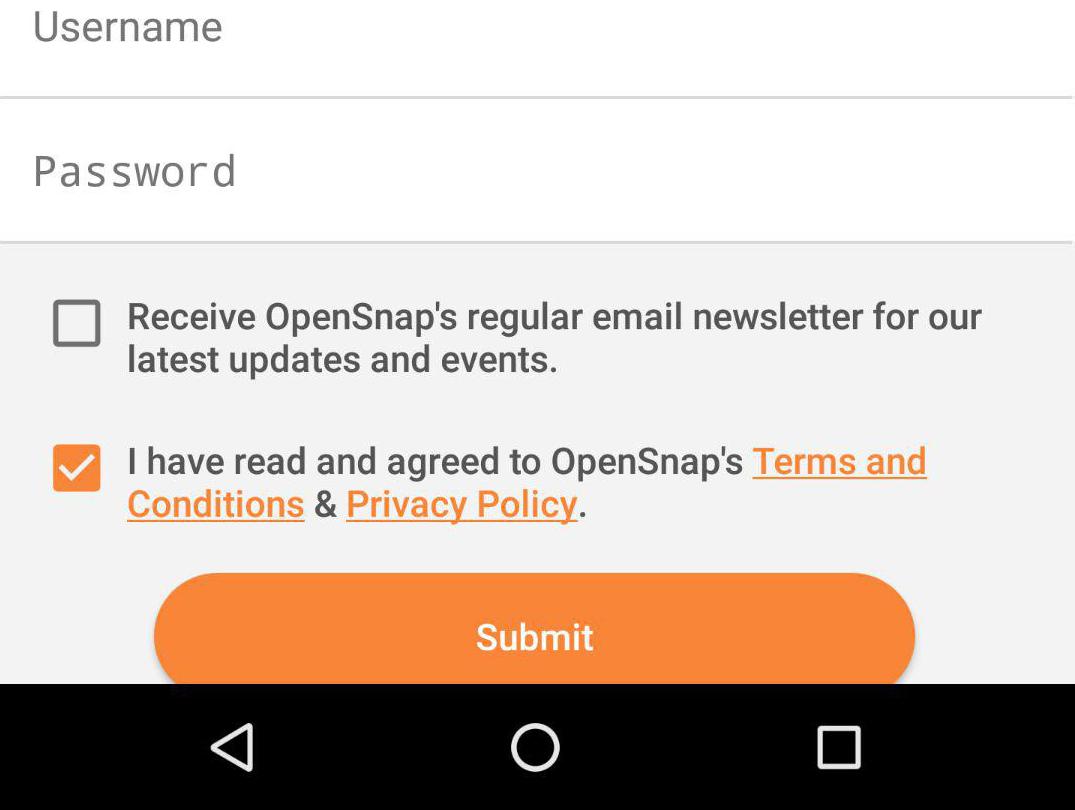 Username
Password
Receive OpenSnap's regular email newsletter for our
latest updates and events.
I have read and agreed to OpenSnap's Terms and
Conditions & Privacy Policy.
Submit